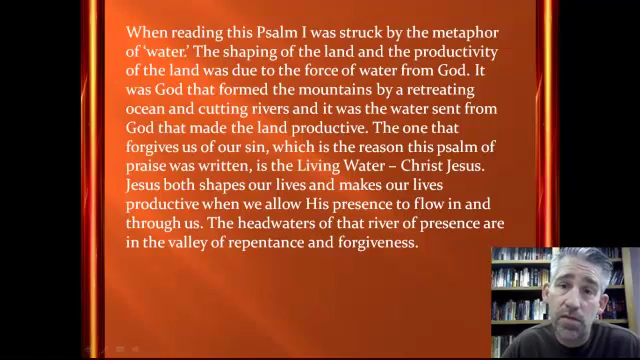 When reading this Psalm I was struck by the metaphor
of ‘water.’ The shaping of the land and the productivity
of the land was due to the force of water from God. It
was God that formed the mountains by a retreating
ocean and cutting rivers and it was the water sent from
God that made the land productive. The one that
forgives us of our sin, which is the reason this psalm of
praise was written, is the Living Water – Christ Jesus.
Jesus both shapes our lives and makes our lives
productive when we allow His presence to flow in and
through us. The headwaters of that river of presence are
in the valley of repentance and forgiveness.